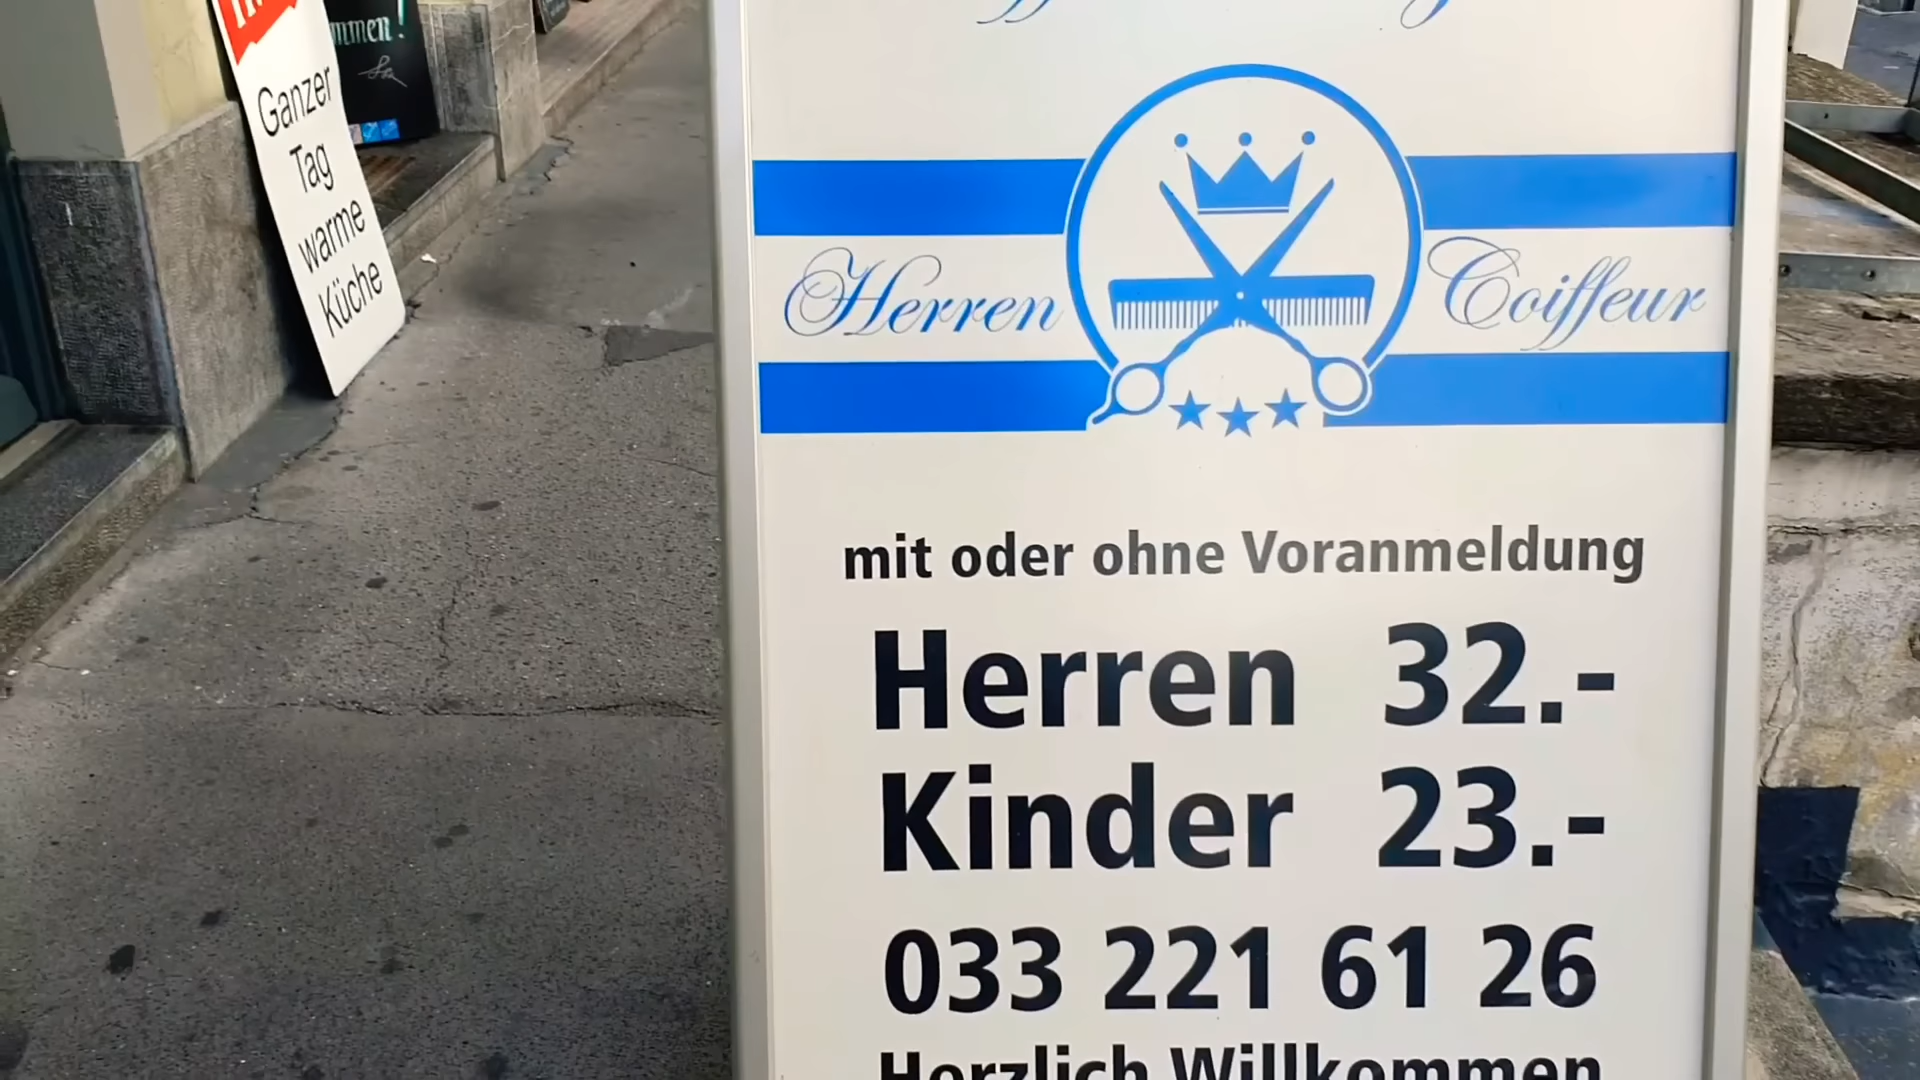 Ganzer
Tag
warme
Küche
Herren Coiffeur
mit oder ohne Voranmeldung
Herren 32.-
Kinder 23.-
033 221 61 26
Herzlich Willkommen